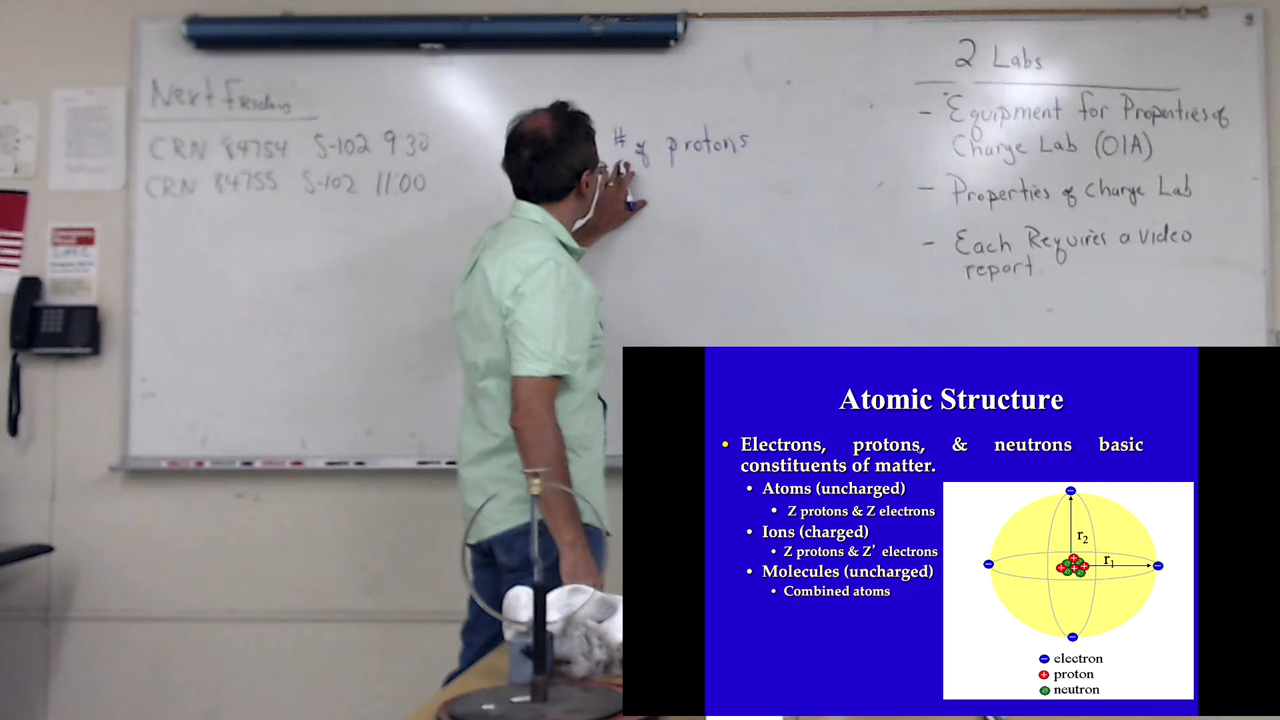 Next Friday
CRN 84754 S-102 9:30
CRN 84755 S-102 11:00
# of protons
2 Labs
- Equipment for Properties of
Charge Lab (01A)
- Properties of Charge Lab
- Each Requires a video
report.
Atomic Structure
• Electrons, protons, & neutrons basic
constituents of matter.
• Atoms (uncharged)
• Z protons & Z electrons
• Ions (charged)
• Z protons & Z' electrons
• Molecules (uncharged)
• Combined atoms
r2
r1
electron
proton
neutron